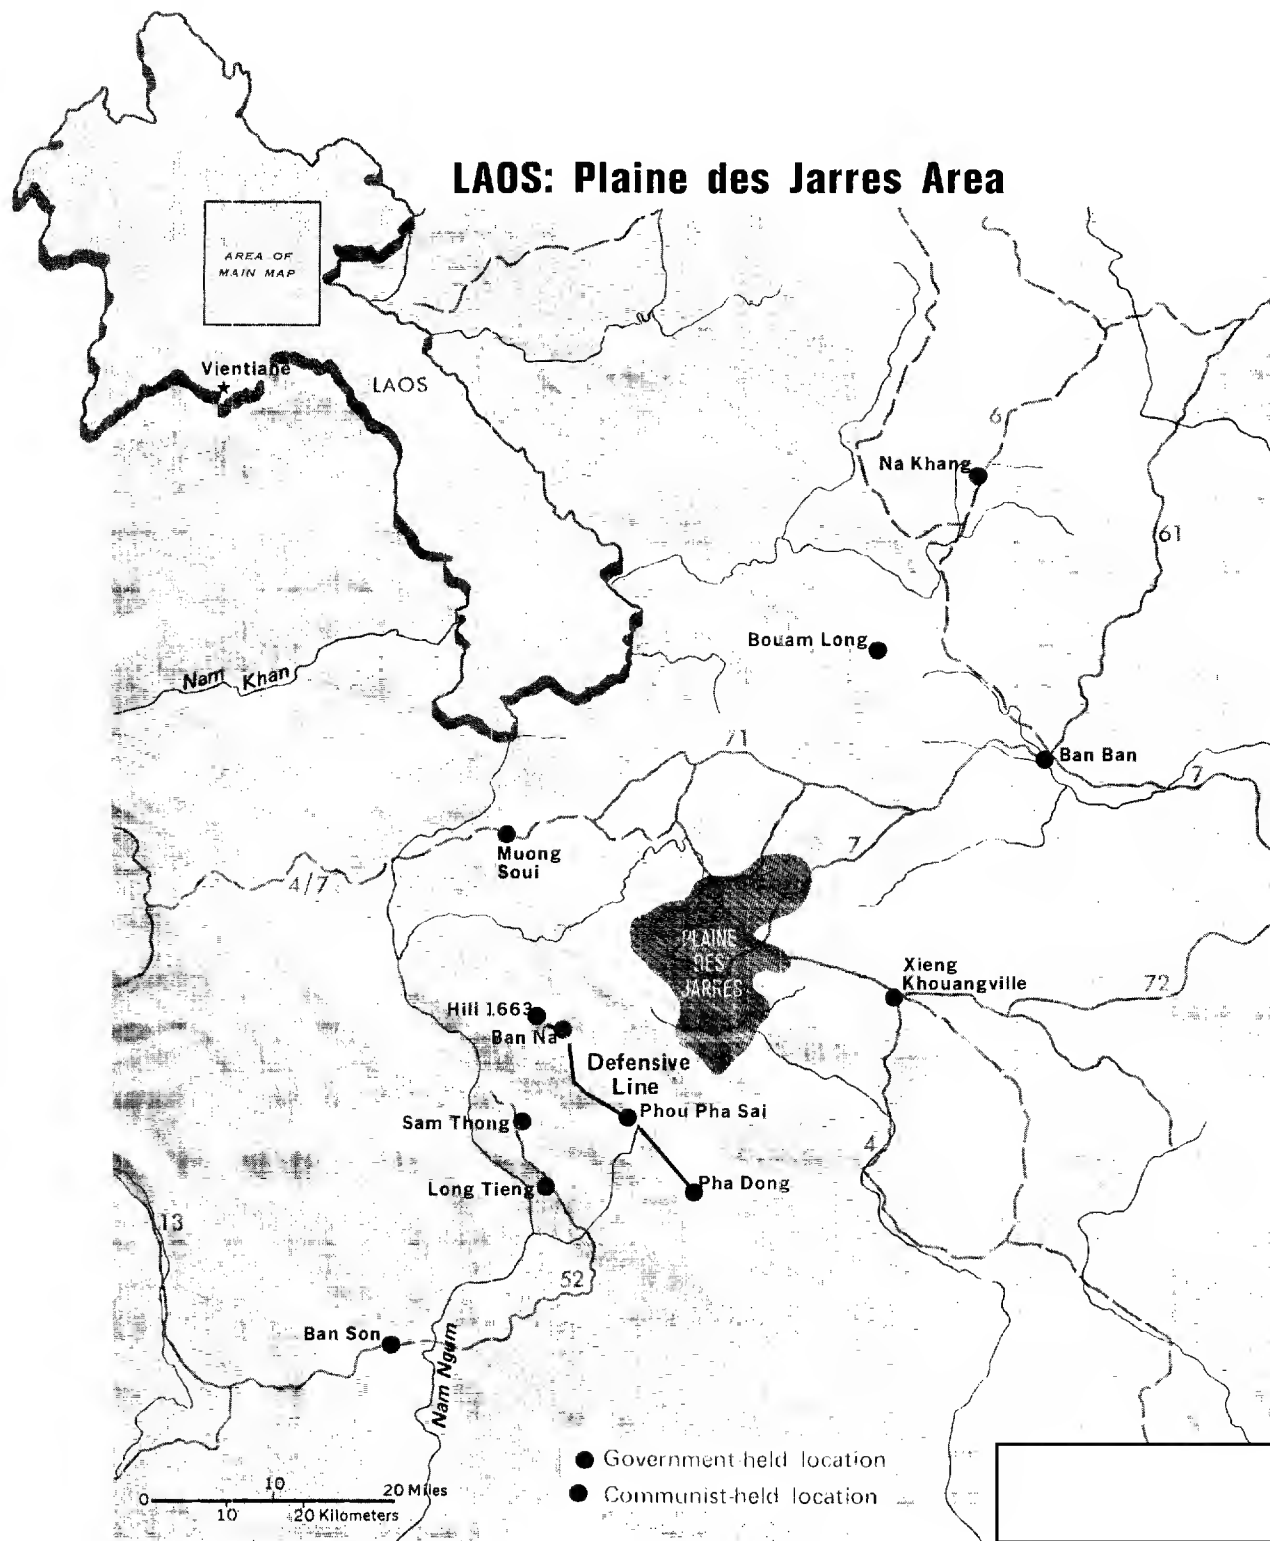 LAOS: Plaine des Jarres Area
AREA OF
MAIN MAP
Vientiane
LAOS
6
Na Khang
61
Bouam Long
Nam Khan
71
Ban Ban
7
Muong
Soui
7
4/7
PLAINE
DES
JARRES
Xieng
Khouangville
72
Hill 1663
Ban Na
Defensive
Line
Phou Pha Sai
Sam Thong
4
Long Tieng
Pha Dong
13
52
Ban Son
Nam Ngum
Government-held location
Communist-held location
0 10 20 Miles
10 20 Kilometers